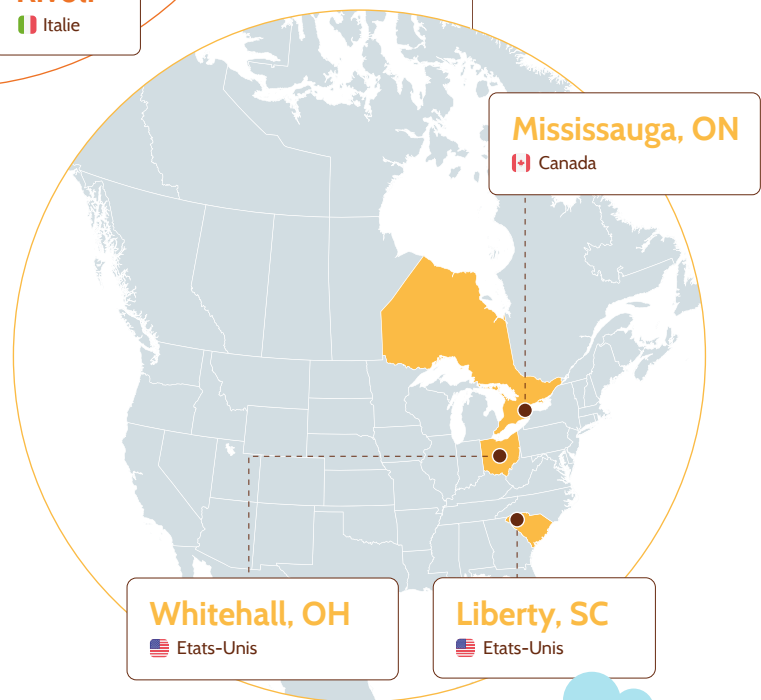 Italie
Mississauga, ON
Canada
Whitehall, OH
Etats-Unis
Liberty, SC
Etats-Unis